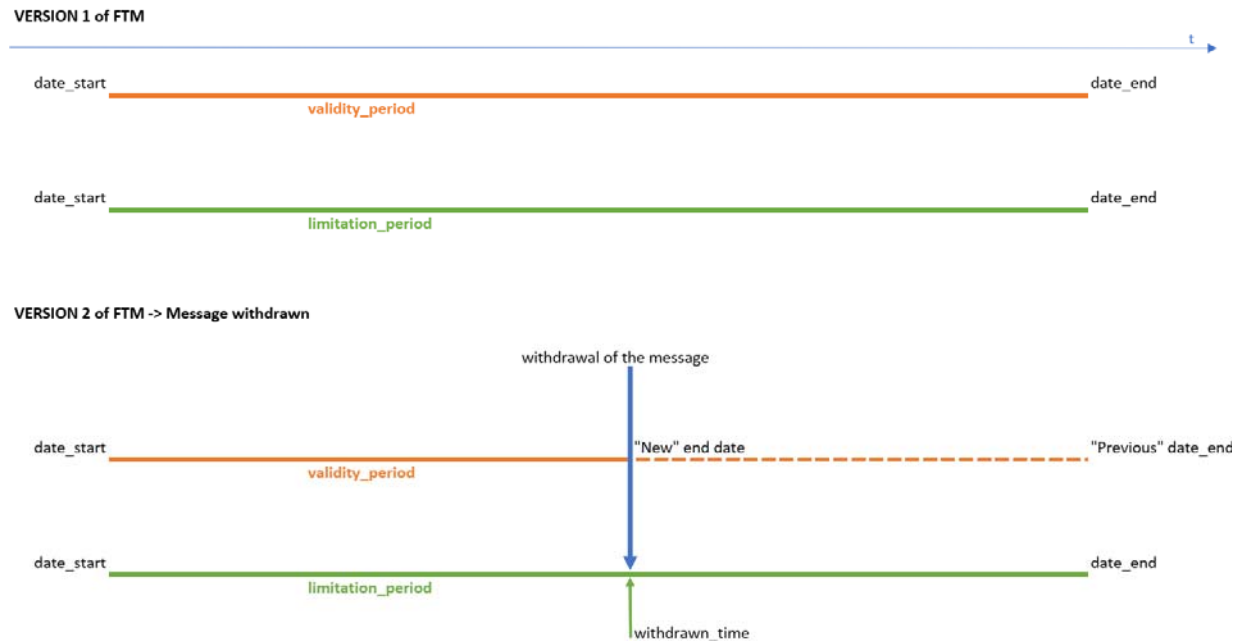 VERSION 1 of FTM
t
date_start
date_end
validity_period
date_start
date_end
limitation_period
VERSION 2 of FTM -> Message withdrawn
withdrawal of the message
date_start
"New" end date
"Previous" date_end
validity_period
date_start
date_end
limitation_period
withdrawn_time